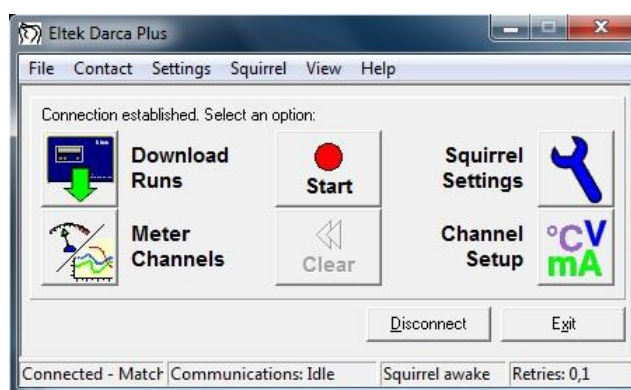 Eltek Darca Plus
File Contact Settings Squirrel View Help
Connection established. Select an option:
Download
Runs
Start
Squirrel
Settings
Meter
Channels
Clear
Channel
Setup
°CV
mA
Disconnect
Exit
Connected - Match Communications: Idle Squirrel awake Retries: 0,1